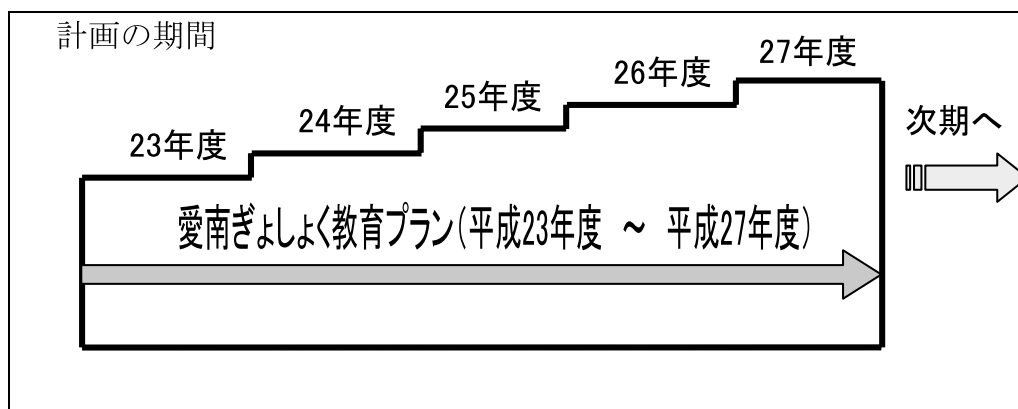 計画の期間
23年度
24年度
25年度
26年度
27年度
次期へ
愛南ぎょしょく教育プラン(平成23年度 ～ 平成27年度)